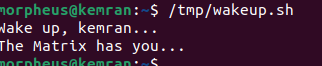 morpheus@kemran:~$ /tmp/wakeup.sh
Wake up, kemran...
The Matrix has you...
morpheus@kemran:~$